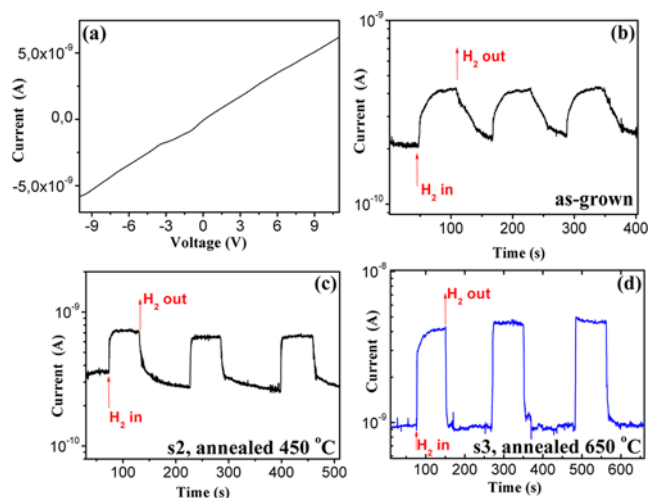 (a)
5,0x10⁻⁹
0,0
-5,0x10⁻⁹
Current (A)
-9 -6 -3 0 3 6 9
Voltage (V)
(b)
10⁻⁹
10⁻¹⁰
Current (A)
H₂ out
H₂ in
as-grown
0 100 200 300 400
Time (s)
(c)
10⁻⁹
10⁻¹⁰
Current (A)
H₂ out
H₂ in
s2, annealed 450 °C
100 200 300 400 500
Time (s)
(d)
10⁻⁸
10⁻⁹
Current (A)
H₂ out
H₂ in
s3, annealed 650 °C
0 100 200 300 400 500 600
Time (s)